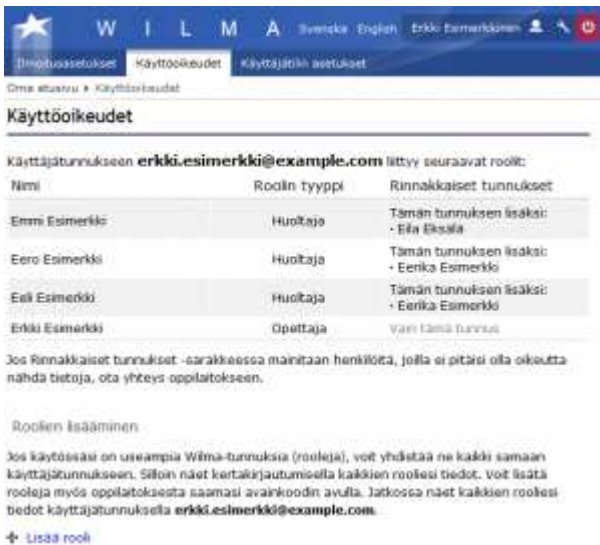 WILMA Svenska English Erkki Esimerkkinen
Ilmoitusasetukset Käyttöoikeudet Käyttäjätilin asetukset
Oma etusivu Käyttöoikeudet
Käyttöoikeudet
Käyttäjätunnukseen erkki.esimerkki@example.com liittyy seuraavat roolit:
Nimi Roolin tyyppi Rinnakkaiset tunnukset
Emmi Esimerkki Huoltaja Tämän tunnuksen lisäksi:
- Eila Eksälä
Eero Esimerkki Huoltaja Tämän tunnuksen lisäksi:
- Eerika Esimerkki
Eeli Esimerkki Huoltaja Tämän tunnuksen lisäksi:
- Eerika Esimerkki
Erkki Esimerkki Opettaja Vain tämä tunnus
Jos Rinnakkaiset tunnukset -sarakkeessa mainitaan henkilöitä, joilla ei pitäisi olla oikeutta
nähdä tietoja, ota yhteys oppilaitokseen.
Roolien lisääminen
Jos käytössäsi on useampia Wilma-tunnuksia (rooleja), voit yhdistää ne kaikki samaan
käyttäjätunnukseen. Silloin näet kertakirjautumisella kaikkien rooliesi tiedot. Voit lisätä
rooleja myös oppilaitoksesta saamasi avainkoodin avulla. Jatkossa näet kaikkien rooliesi
tiedot käyttäjätunnuksella erkki.esimerkki@example.com.
Lisää rooli